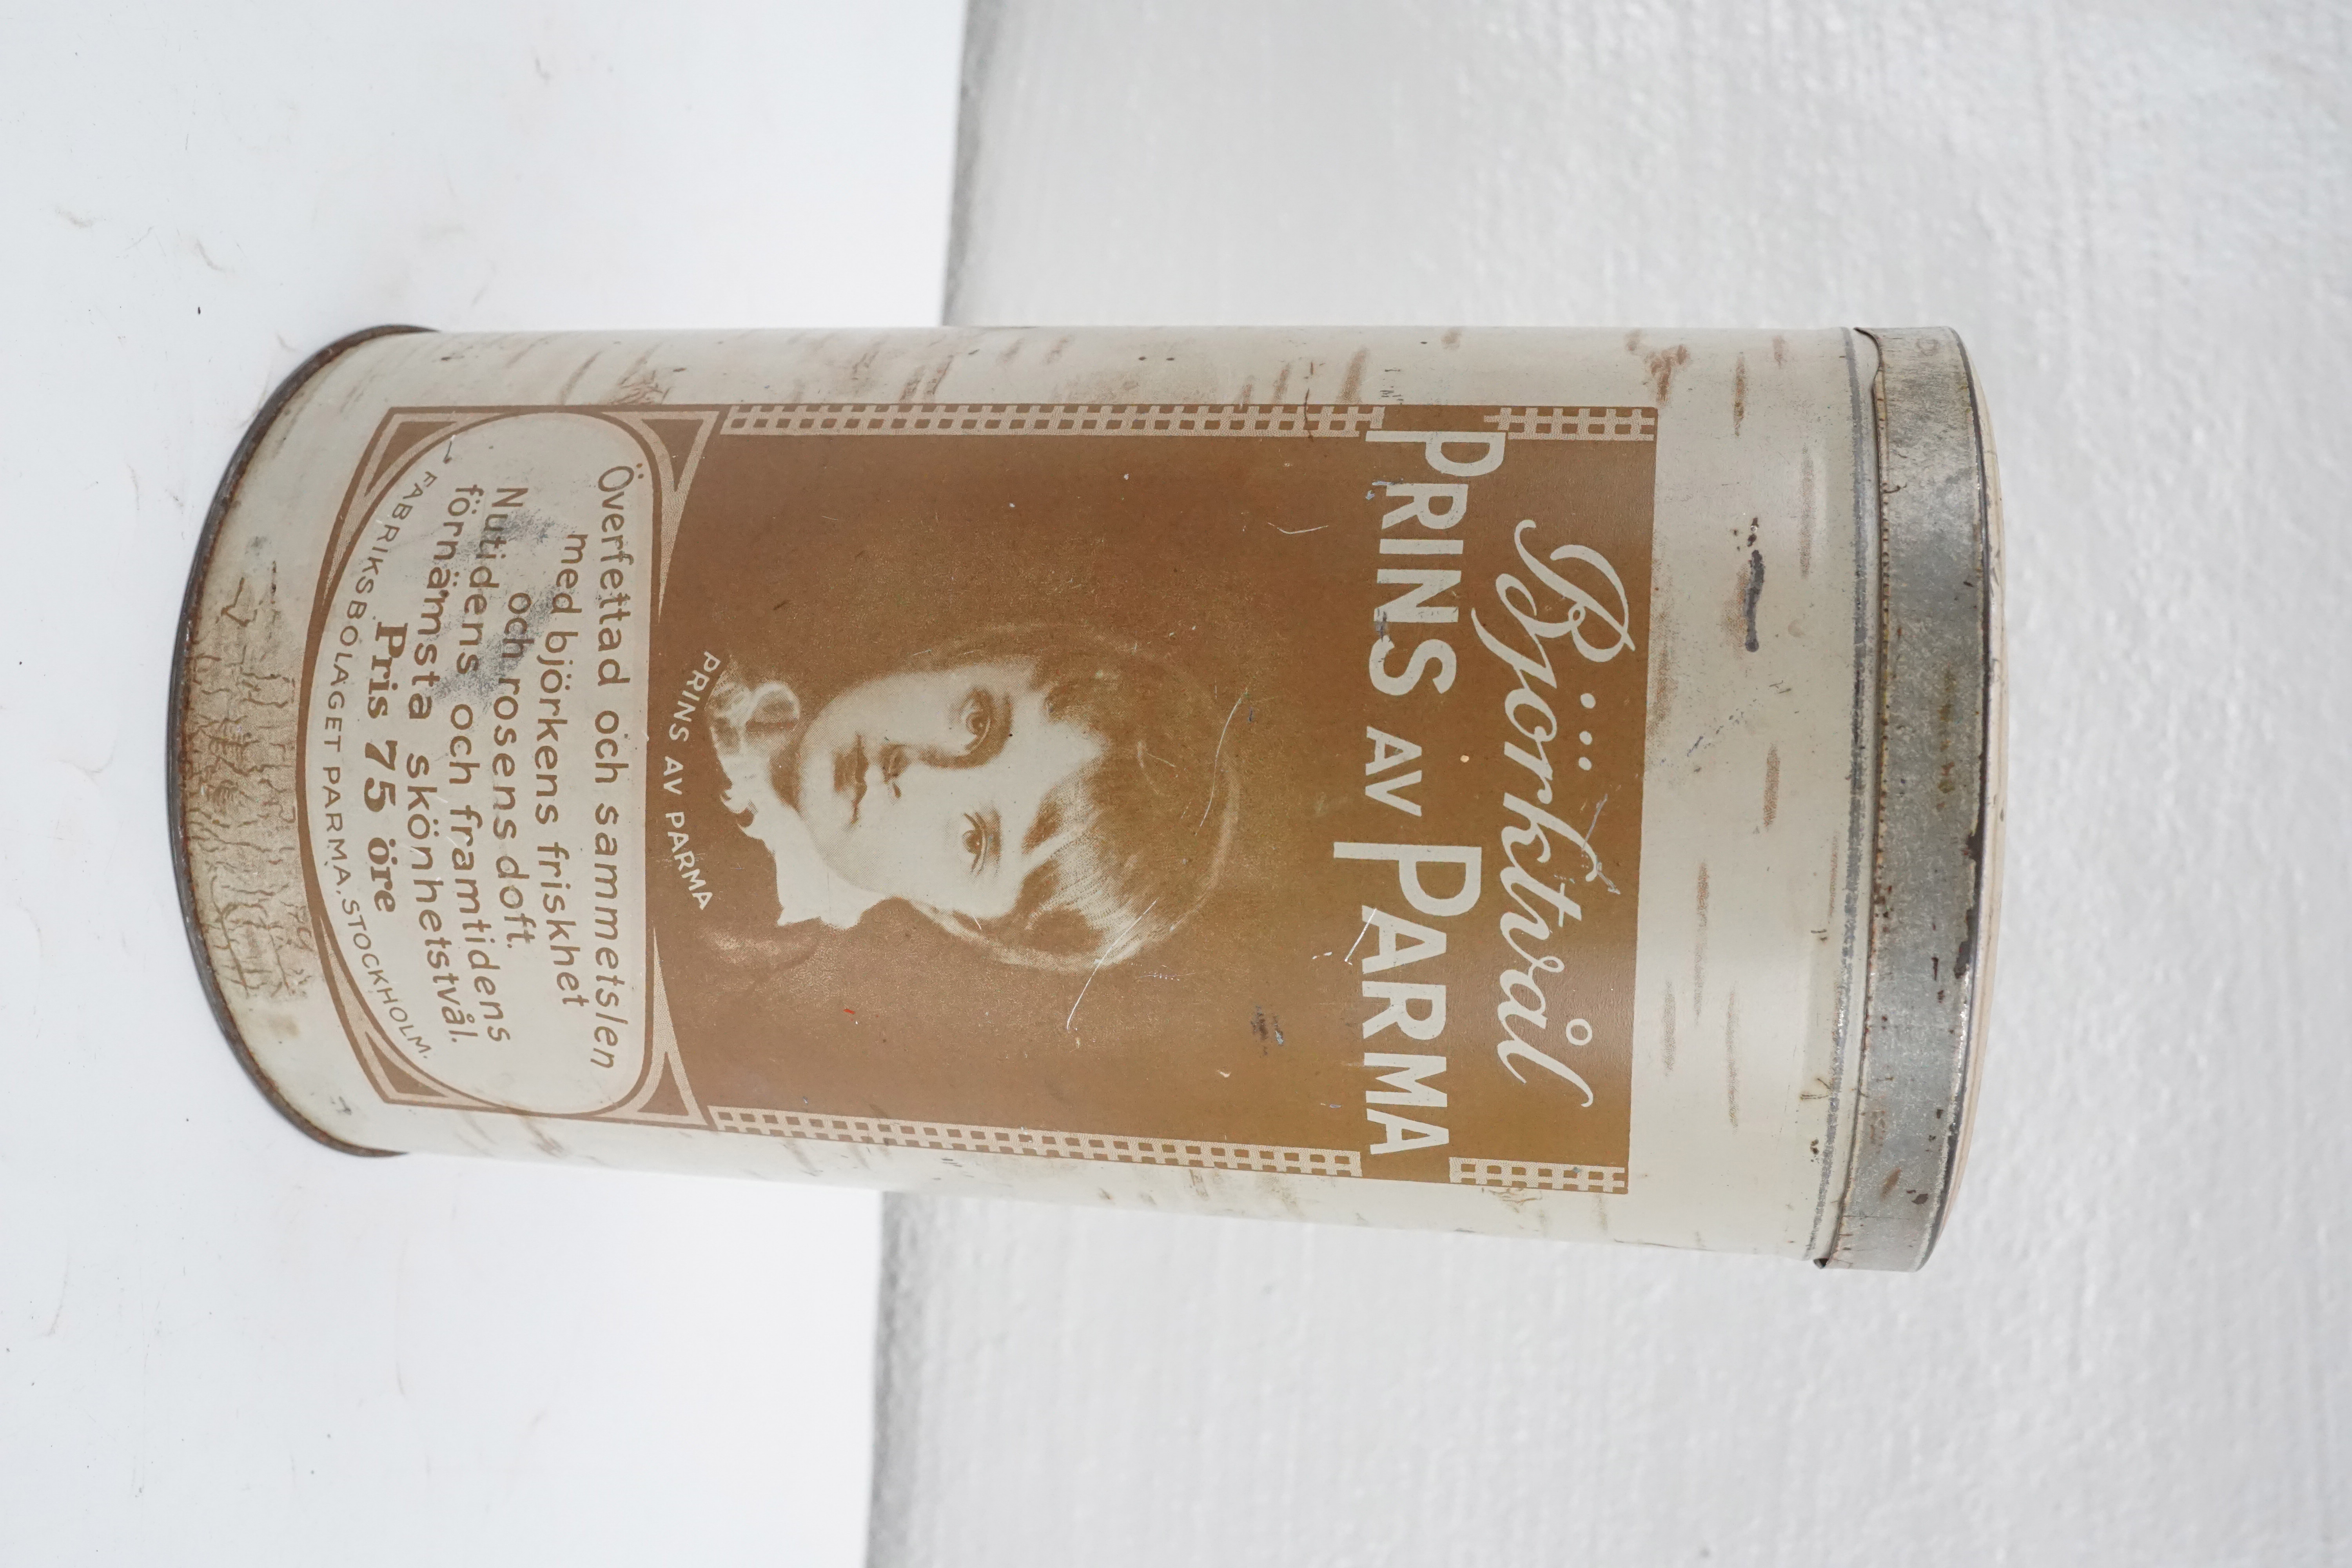 Björktvål
PRINS AV PARMA
PRINS AV PARMA
Överfettad och sammetslen
med björkens friskhet
och rosens doft.
Nutidens och framtidens
förnämsta skönhetstvål.
Pris 75 öre
FABRIKSBOLAGET PARMA, STOCKHOLM.